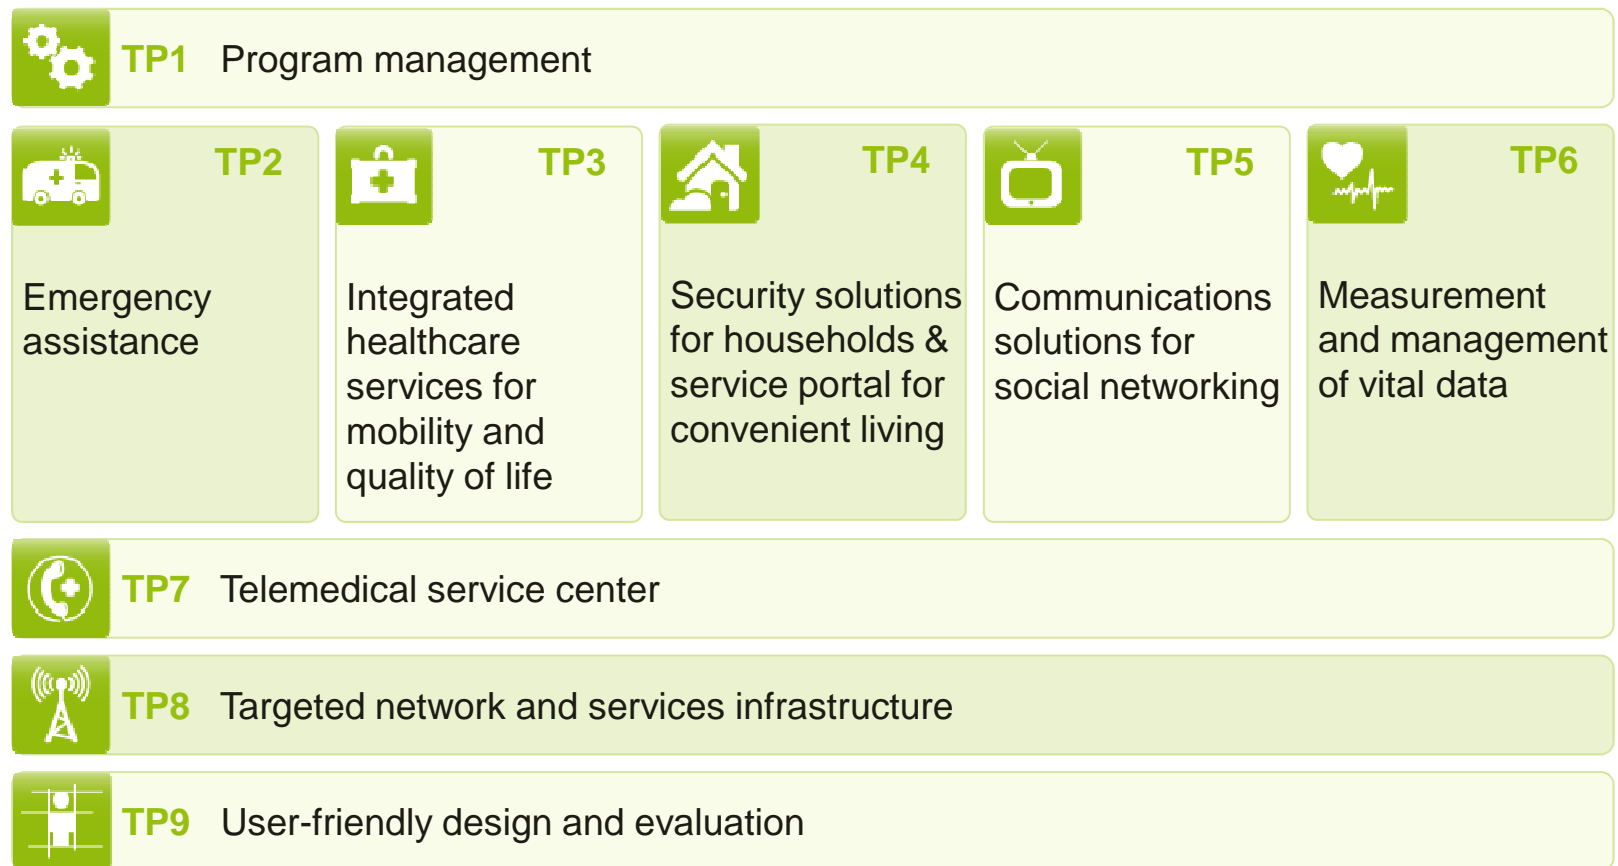 TP1 Program management
TP2
Emergency
assistance
TP3
Integrated
healthcare
services for
mobility and
quality of life
TP4
Security solutions
for households &
service portal for
convenient living
TP5
Communications
solutions for
social networking
TP6
Measurement
and management
of vital data
TP7 Telemedical service center
TP8 Targeted network and services infrastructure
TP9 User-friendly design and evaluation